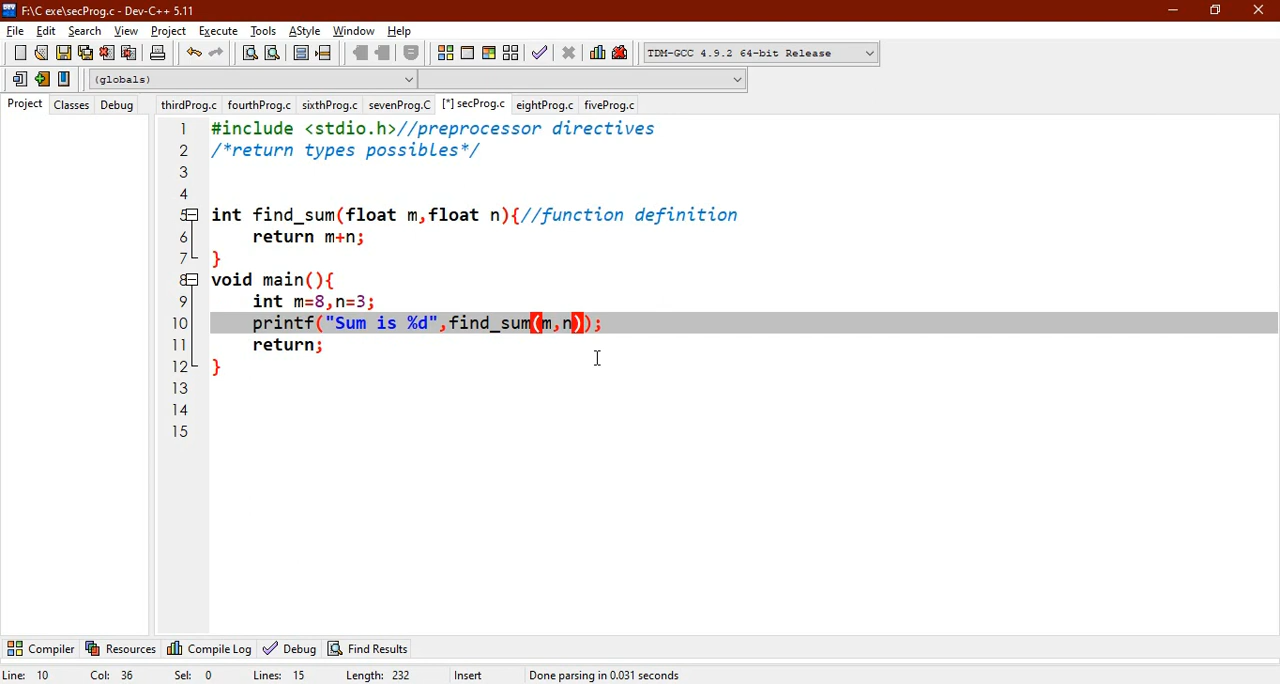 F:\C exe\secProg.c - Dev-C++ 5.11
File Edit Search View Project Execute Tools AStyle Window Help
TDM-GCC 4.9.2 64-bit Release
(globals)
Project Classes Debug thirdProg.c fourthProg.c sixthProg.c sevenProg.C [*] secProg.c eightProg.c fiveProg.c
1 #include <stdio.h>//preprocessor directives
2 /*return types possibles*/
3
4
5 int find_sum(float m,float n){//function definition
6 return m+n;
7 }
8 void main(){
9 int m=8,n=3;
10 printf("Sum is %d",find_sum(m,n));
11 return;
12 }
13
14
15
Compiler Resources Compile Log Debug Find Results
Line: 10 Col: 36 Sel: 0 Lines: 15 Length: 232 Insert Done parsing in 0.031 seconds